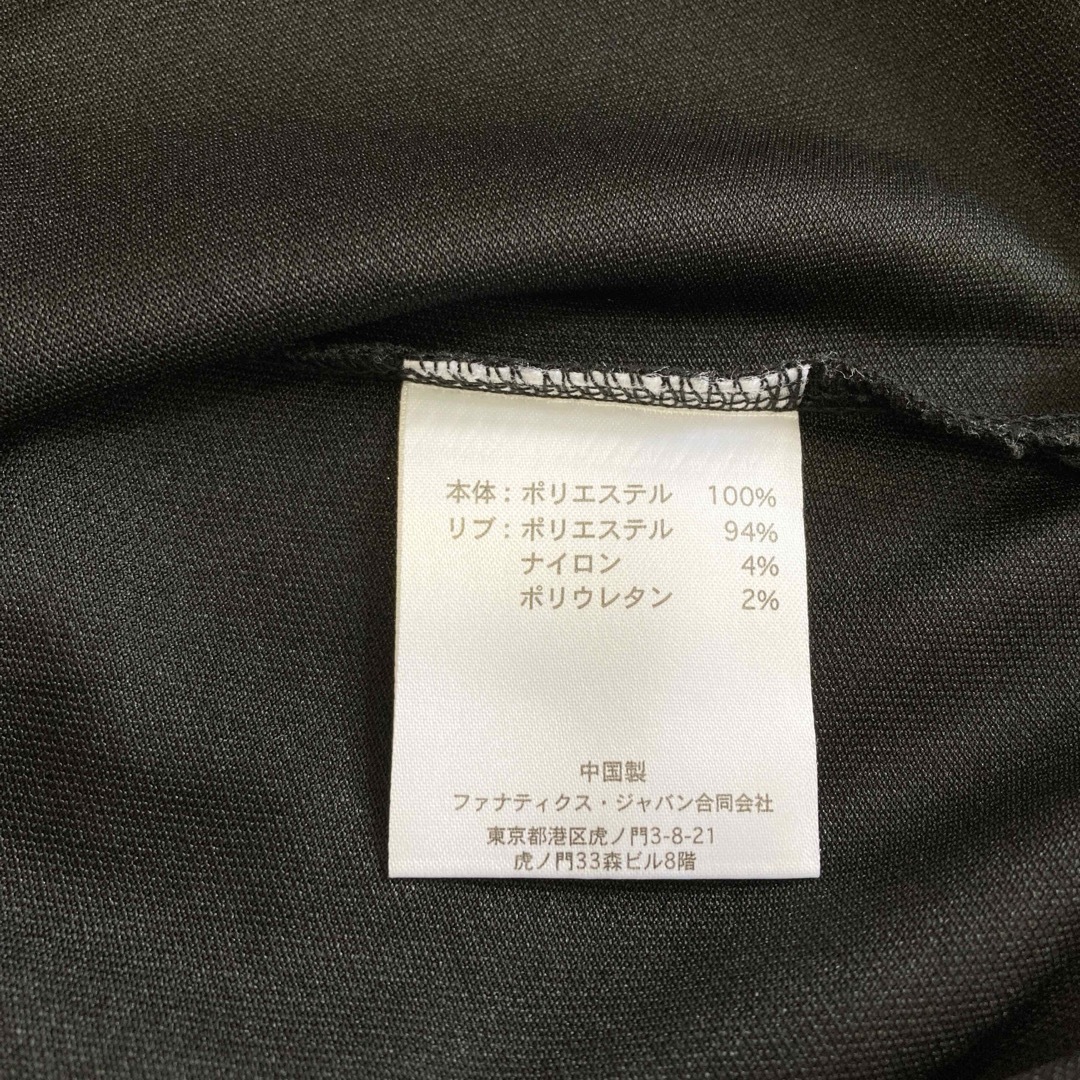 本体：ポリエステル 100%
リブ：ポリエステル 94%
ナイロン 4%
ポリウレタン 2%
中国製
ファナティクス・ジャパン合同会社
東京都港区虎ノ門3-8-21
虎ノ門33森ビル8階